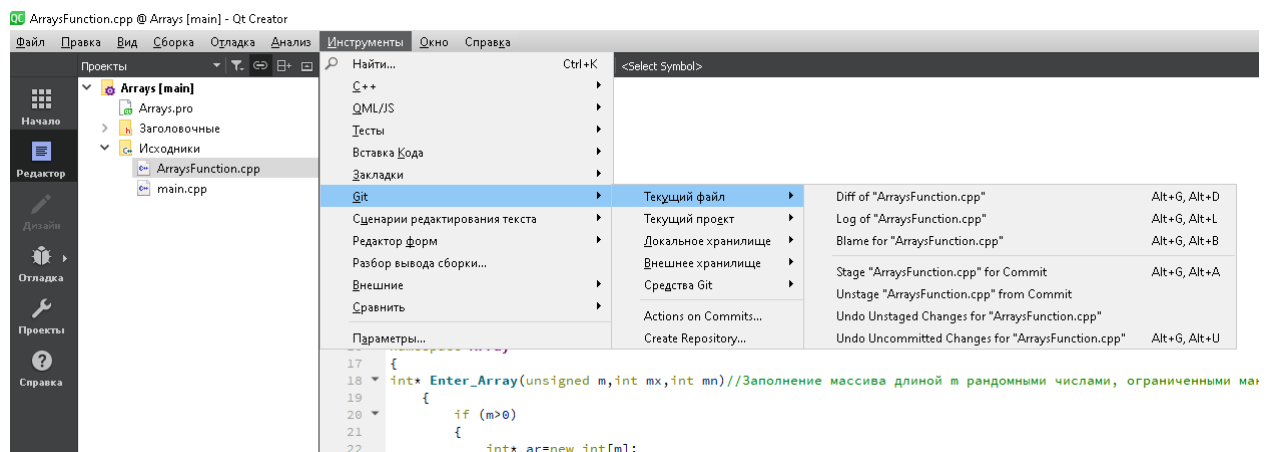 ArraysFunction.cpp @ Arrays [main] - Qt Creator
Файл Правка Вид Сборка Отладка Анализ Инструменты Окно Справка
Проекты
<Select Symbol>
Начало
Редактор
Дизайн
Отладка
Проекты
Справка
Arrays [main]
Arrays.pro
Заголовочные
Исходники
ArraysFunction.cpp
main.cpp
Найти... Ctrl+K
C++
QML/JS
Тесты
Вставка Кода
Закладки
Git
Сценарии редактирования текста
Редактор форм
Разбор вывода сборки...
Внешние
Сравнить
Параметры...
Текущий файл
Текущий проект
Локальное хранилище
Внешнее хранилище
Средства Git
Actions on Commits...
Create Repository...
Diff of "ArraysFunction.cpp" Alt+G, Alt+D
Log of "ArraysFunction.cpp" Alt+G, Alt+L
Blame for "ArraysFunction.cpp" Alt+G, Alt+B
Stage "ArraysFunction.cpp" for Commit Alt+G, Alt+A
Unstage "ArraysFunction.cpp" from Commit
Undo Unstaged Changes for "ArraysFunction.cpp"
Undo Uncommitted Changes for "ArraysFunction.cpp" Alt+G, Alt+U
17 {
18 int* Enter_Array(unsigned m,int mx,int mn)//Заполнение массива длиной m рандомными числами, ограниченными
19 {
20 if (m>0)
21 {
22 int* ar=new int[m];